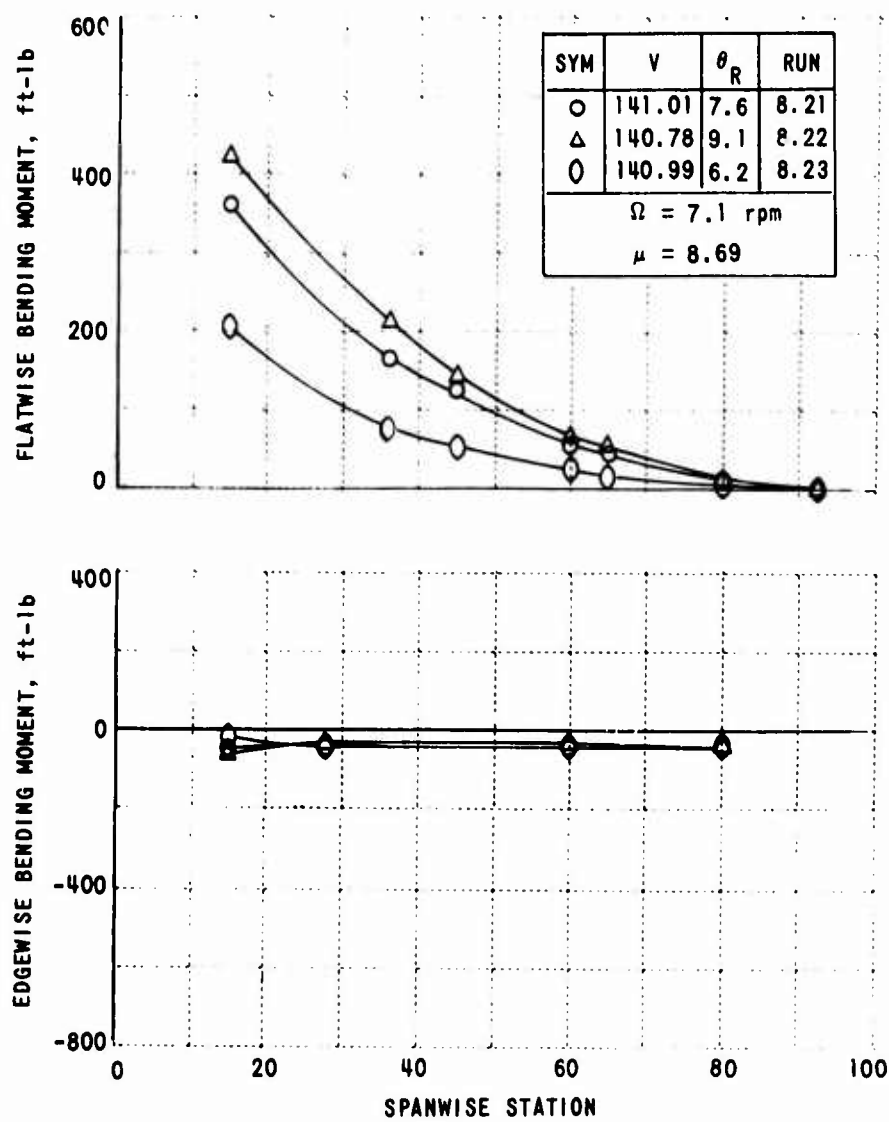 FLATWISE BENDING MOMENT, ft-lb
600
400
200
0
SYM V θR RUN
141.01 7.6 8.21
140.78 9.1 8.22
140.99 6.2 8.23
Ω = 7.1 rpm
μ = 8.69
EDGEWISE BENDING MOMENT, ft-lb
400
0
-400
-800
0 20 40 60 80 100
SPANWISE STATION